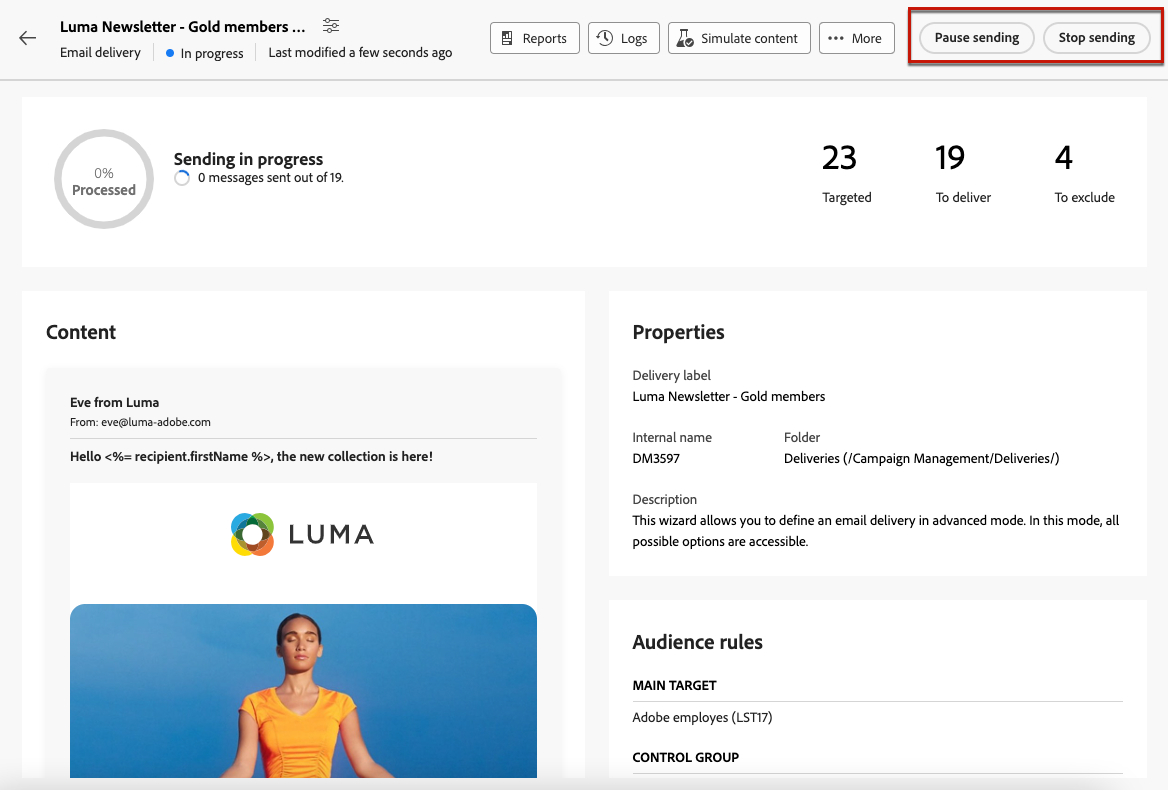 Luma Newsletter - Gold members ...
Email delivery
In progress
Last modified a few seconds ago
Reports
Logs
Simulate content
More
Pause sending
Stop sending
0%
Processed
Sending in progress
0 messages sent out of 19.
23
Targeted
19
To deliver
4
To exclude
Content
Eve from Luma
From: eve@luma-adobe.com
Hello <%= recipient.firstName %>, the new collection is here!
LUMA
Properties
Delivery label
Luma Newsletter - Gold members
Internal name
DM3597
Folder
Deliveries (/Campaign Management/Deliveries/)
Description
This wizard allows you to define an email delivery in advanced mode. In this mode, all
possible options are accessible.
Audience rules
MAIN TARGET
Adobe employes (LST17)
CONTROL GROUP